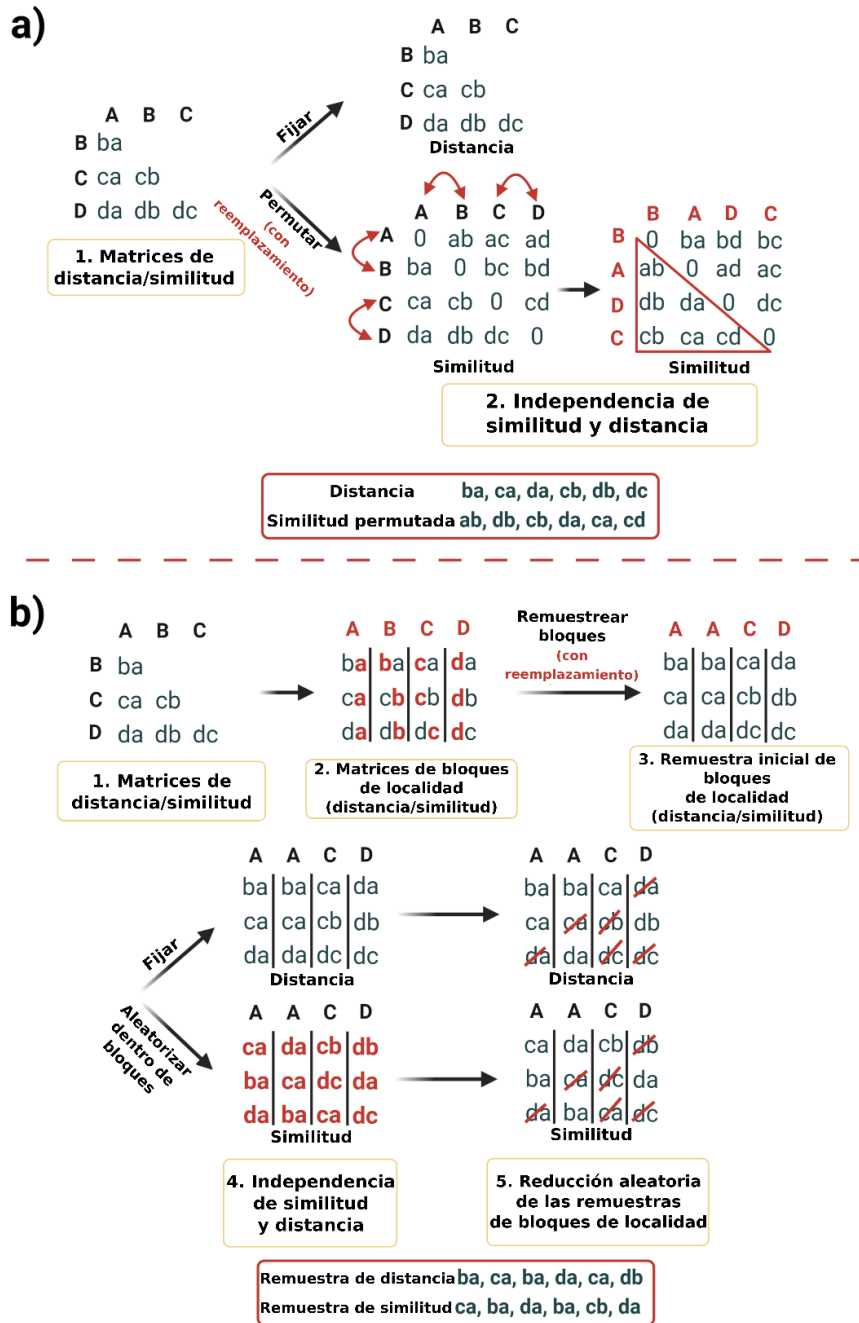 a)
A B C
B ba
C ca cb
D da db dc
Distancia
Fijar
A B C
B ba
C ca cb
D da db dc
1. Matrices de
distancia/similitud
Permutar
(con
reemplazamiento)
A B C D
A 0 ab ac ad
B ba 0 bc bd
C ca cb 0 cd
D da db dc 0
Similitud
B A D C
B 0 ba bd bc
A ab 0 ad ac
D db da 0 dc
C cb ca cd 0
Similitud
2. Independencia de
similitud y distancia
Distancia ba, ca, da, cb, db, dc
Similitud permutada ab, db, cb, da, ca, cd
b)
A B C
B ba
C ca cb
D da db dc
1. Matrices de
distancia/similitud
A B C D
ba ba ca da
ca cb cb db
da db dc dc
2. Matrices de bloques
de localidad
(distancia/similitud)
Remuestrear
bloques
(con
reemplazamiento)
A A C D
ba ba ca da
ca ca cb db
da da dc dc
3. Remuestra inicial de
bloques
de localidad
(distancia/similitud)
Fijar
A A C D
ba ba ca da
ca ca cb db
da da dc dc
Distancia
A A C D
ba ba ca da
ca ca cb db
da da dc dc
Distancia
Aleatorizar
dentro de
bloques
A A C D
ca da cb db
ba ca dc da
da ba ca dc
Similitud
A A C D
ca da cb db
ba ca dc da
da ba ca dc
Similitud
4. Independencia
de similitud
y distancia
5. Reducción aleatoria
de las remuestras
de bloques de localidad
Remuestra de distancia ba, ca, ba, da, ca, db
Remuestra de similitud ca, ba, da, ba, cb, da